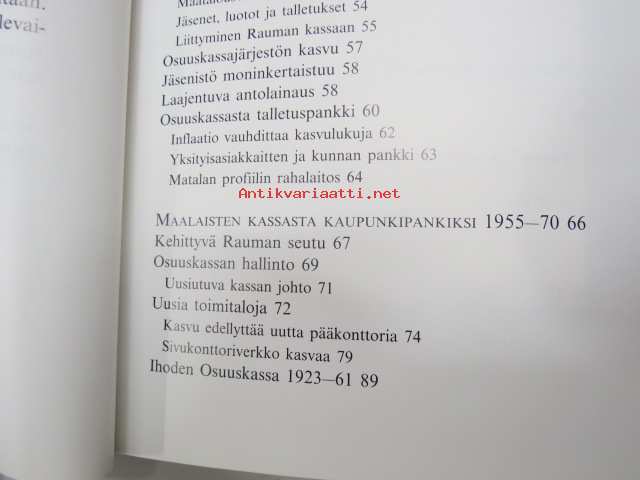 levai-
Jäsenet, luotot ja talletukset 54
Liittyminen Rauman kassaan 55
Osuuskassajärjestön kasvu 57
Jäsenistö moninkertaistuu 58
Laajentuva antolainaus 58
Osuuskassasta talletuspankki 60
Inflaatio vauhdittaa kasvulukuja 62
Yksityisasiakkaitten ja kunnan pankki 63
Matalan profiilin rahalaitos 64
Antikvariaatti.net
MAALAISTEN KASSASTA KAUPUNKIPANKIKSI 1955—70 66
Kehittyvä Rauman seutu 67
Osuuskassan hallinto 69
Uusiutuva kassan johto 71
Uusia toimitaloja 72
Kasvu edellyttää uutta pääkonttoria 74
Sivukonttoriverkko kasvaa 79
Ihoden Osuuskassa 1923—61 89